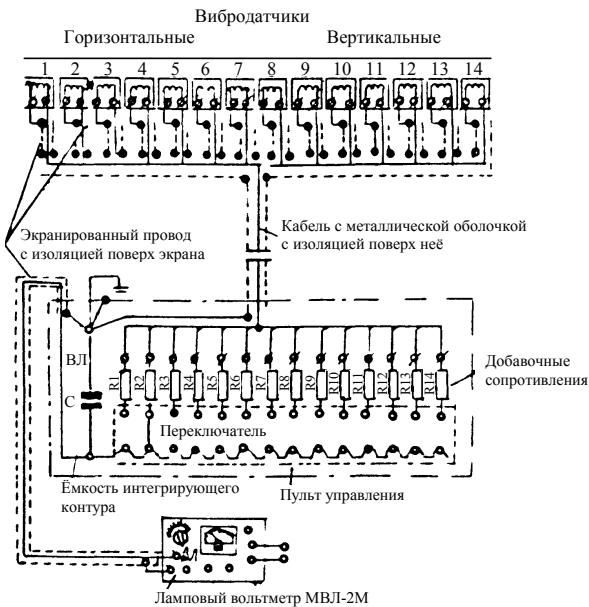 Вибродатчики
Горизонтальные Вертикальные
1 2 3 4 5 6 7 8 9 10 11 12 13 14
Экранированный провод
с изоляцией поверх экрана
Кабель с металлической оболочкой
с изоляцией поверх неё
ВЛ
С
R1 R2 R3 R4 R5 R6 R7 R8 R9 R10 R11 R12 R13 R14
Добавочные
сопротивления
Переключатель
Ёмкость интегрирующего
контура
Пульт управления
Ламповый вольтметр МВЛ-2М